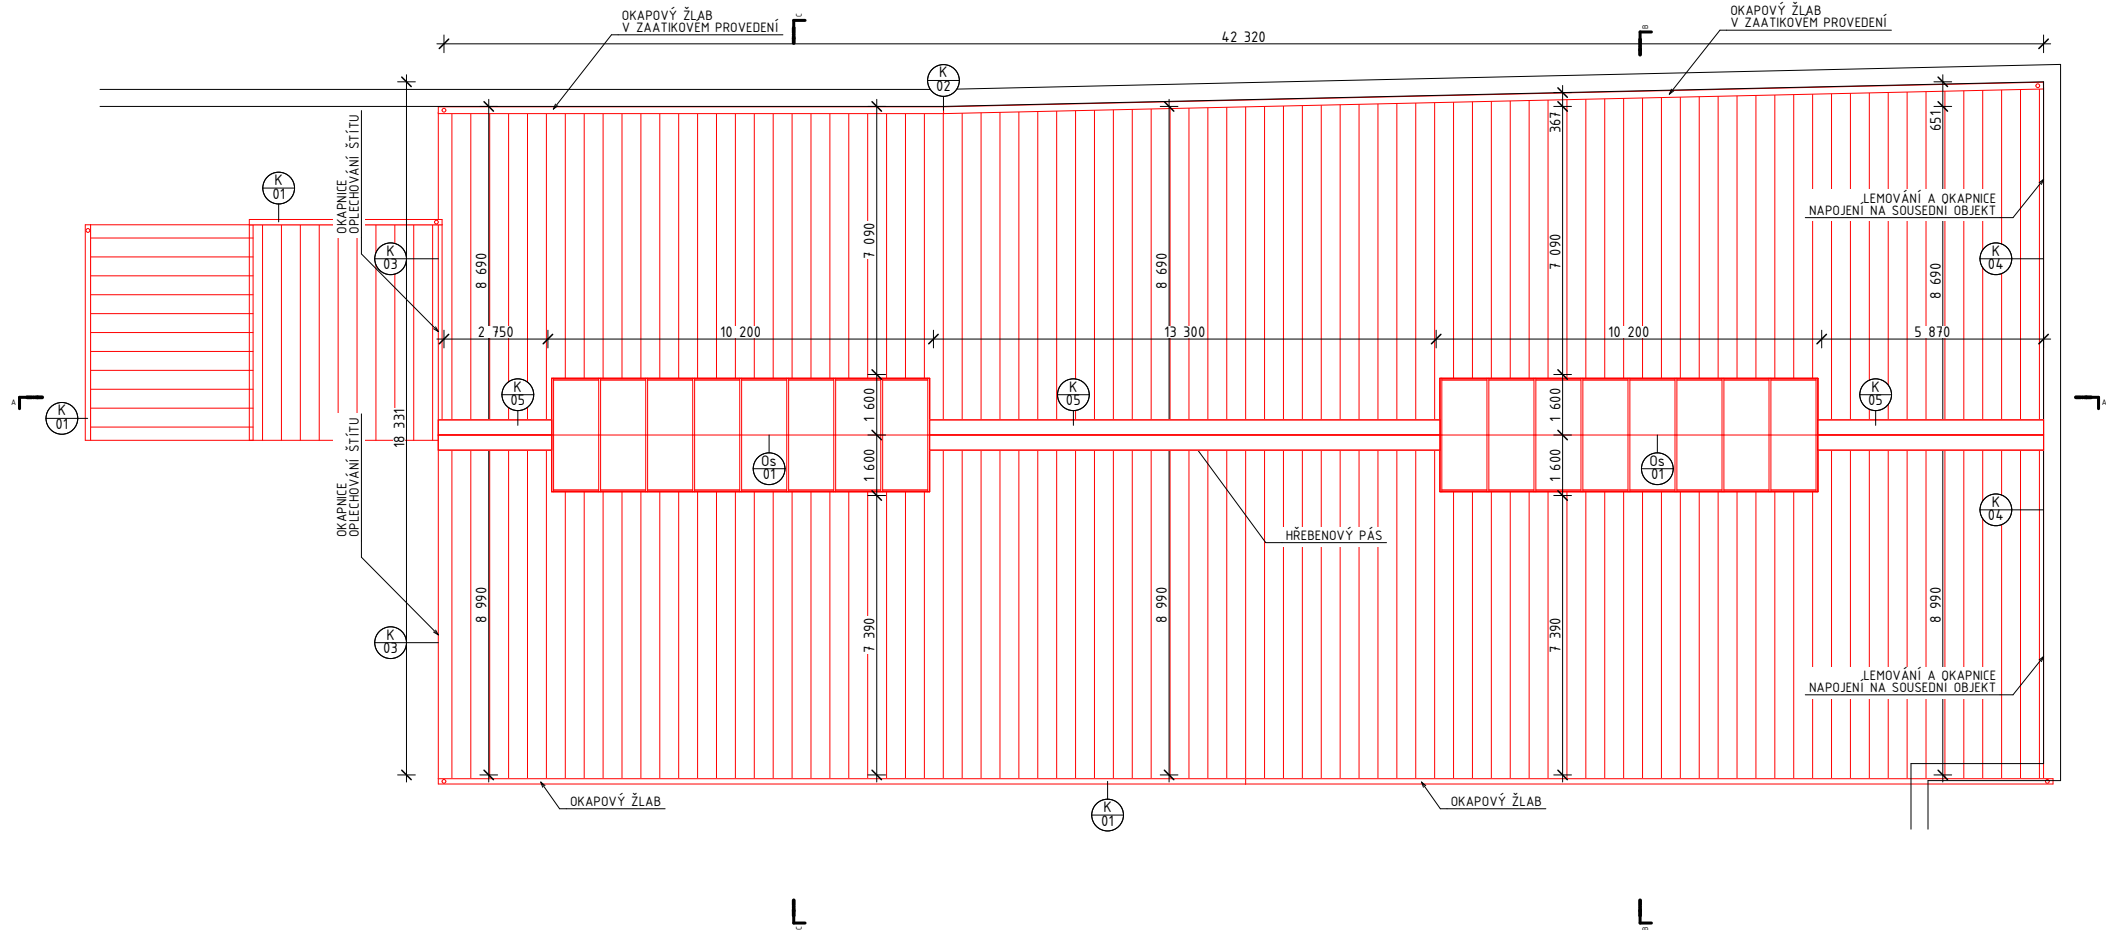 OKAPOVÝ ŽLAB
V ZAATIKOVÉM PROVEDENÍ
C
42 320
B
OKAPOVÝ ŽLAB
V ZAATIKOVÉM PROVEDENÍ
K
02
367
651
OKAPNICE
OPLECHOVÁNÍ ŠTÍTU
K
01
K
03
8 690
7 090
8 690
7 090
8 690
LEMOVÁNÍ A OKAPNICE
NAPOJENÍ NA SOUSEDNÍ OBJEKT
K
04
2 750
10 200
13 300
10 200
5 870
A
K
01
18 331
K
05
1 600
K
05
1 600
K
05
A
OKAPNICE
OPLECHOVÁNÍ ŠTÍTU
Os
01
1 600
1 600
Os
01
K
04
HŘEBENOVÝ PÁS
8 990
7 390
8 990
7 390
8 990
K
03
LEMOVÁNÍ A OKAPNICE
NAPOJENÍ NA SOUSEDNÍ OBJEKT
OKAPOVÝ ŽLAB
K
01
OKAPOVÝ ŽLAB
C
B